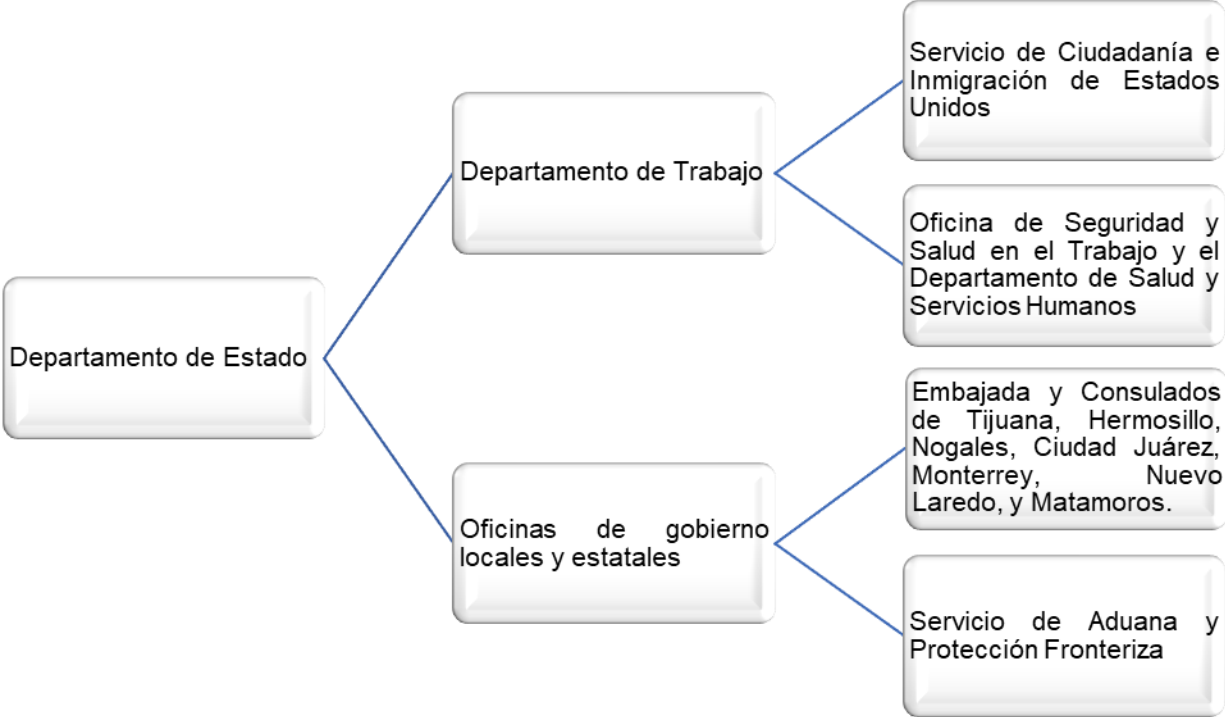 Servicio de Ciudadanía e
Inmigración de Estados
Unidos
Departamento de Trabajo
Oficina de Seguridad y
Salud en el Trabajo y el
Departamento de Salud y
Servicios Humanos
Departamento de Estado
Embajada y Consulados
de Tijuana, Hermosillo,
Nogales, Ciudad Juárez,
Monterrey, Nuevo
Laredo, y Matamoros.
Oficinas de gobierno
locales y estatales
Servicio de Aduana y
Protección Fronteriza